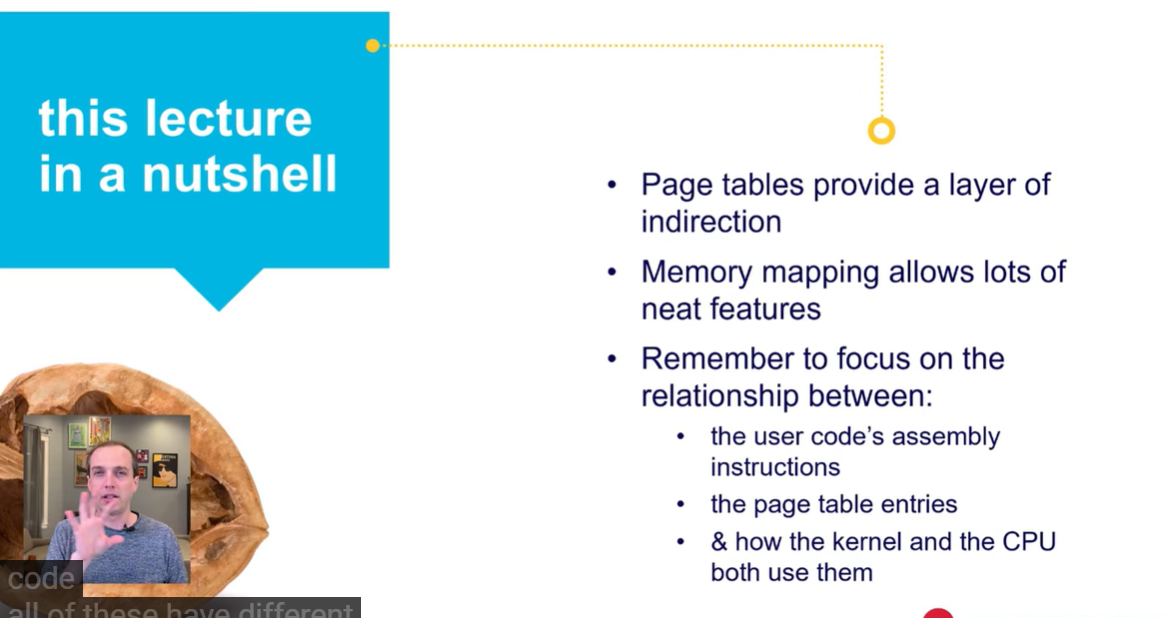 this lecture
in a nutshell
• Page tables provide a layer of
indirection
• Memory mapping allows lots of
neat features
• Remember to focus on the
relationship between:
• the user code’s assembly
instructions
• the page table entries
• & how the kernel and the CPU
both use them
code
all of these have different